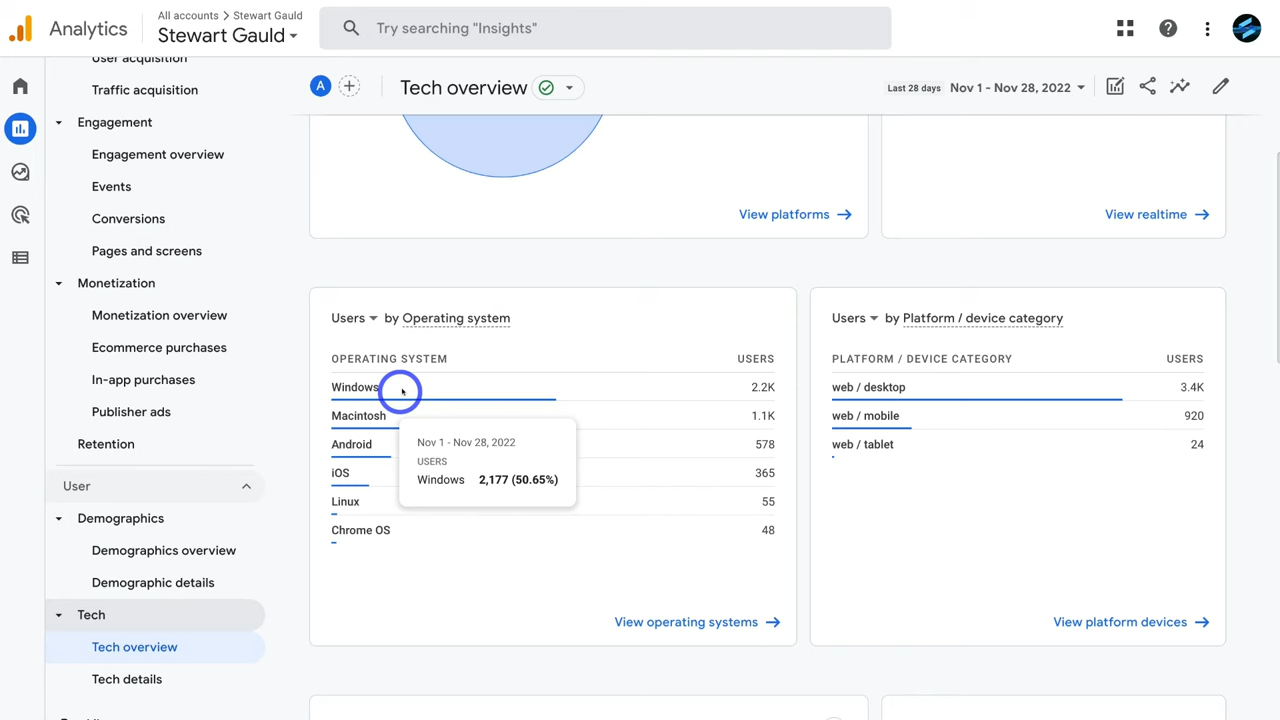 Analytics
All accounts > Stewart Gauld
Stewart Gauld
Try searching "Insights"
User acquisition
Traffic acquisition
Engagement
Engagement overview
Events
Conversions
Pages and screens
Monetization
Monetization overview
Ecommerce purchases
In-app purchases
Publisher ads
Retention
User
Demographics
Demographics overview
Demographic details
Tech
Tech overview
Tech details
A
Tech overview
Last 28 days Nov 1 - Nov 28, 2022
View platforms
View realtime
Users by Operating system
OPERATING SYSTEM USERS
Windows 2.2K
Macintosh 1.1K
Android 578
iOS 365
Linux 55
Chrome OS 48
Nov 1 - Nov 28, 2022
USERS
Windows 2,177 (50.65%)
View operating systems
Users by Platform / device category
PLATFORM / DEVICE CATEGORY USERS
web / desktop 3.4K
web / mobile 920
web / tablet 24
View platform devices